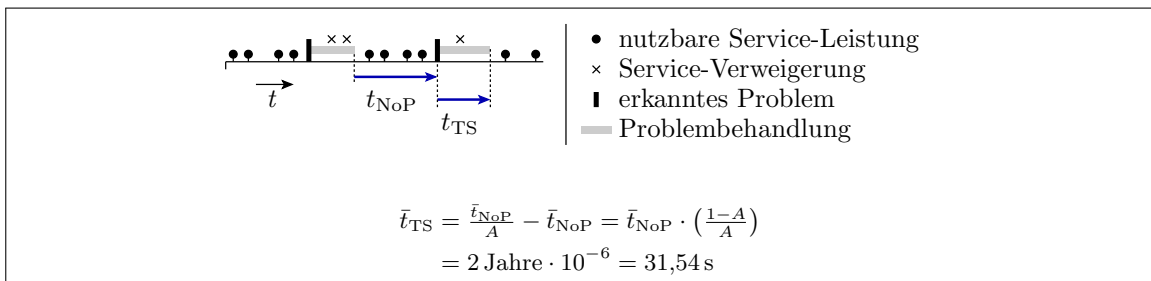 nutzbare Service-Leistung
Service-Verweigerung
erkanntes Problem
Problembehandlung
t
t_NoP
t_TS
t̄_TS = t̄_NoP/A − t̄_NoP = t̄_NoP · ((1−A)/A)
= 2 Jahre · 10⁻⁶ = 31,54 s